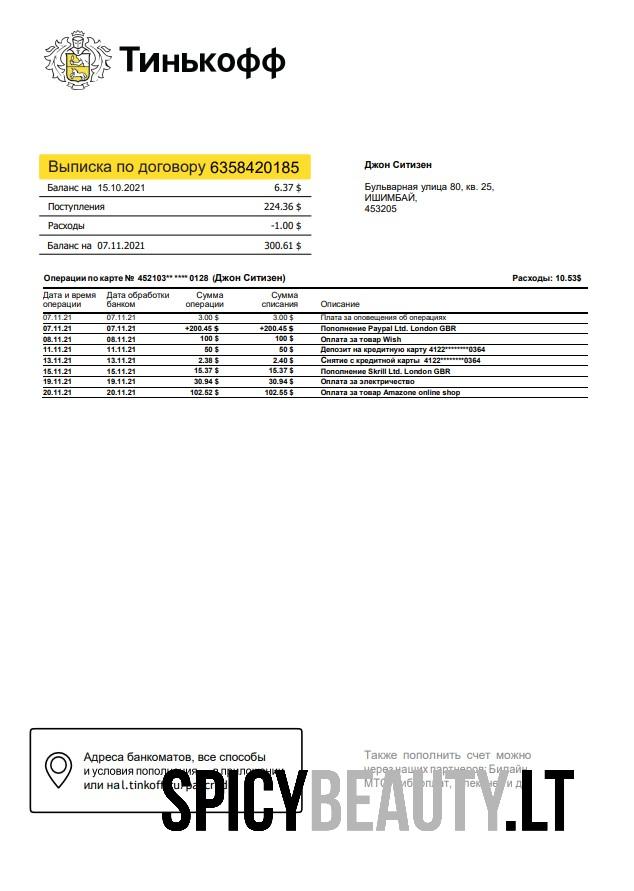 Тинькофф
Выписка по договору 6358420185
Баланс на 15.10.2021 6.37 $
Поступления 224.36 $
Расходы -1.00 $
Баланс на 07.11.2021 300.61 $
Джон Ситизен
Бульварная улица 80, кв. 25,
ИШИМБАЙ,
453205
Операции по карте № 452103** **** 0128 (Джон Ситизен) Расходы: 10.53$
Дата и время Дата обработки Сумма Сумма
операции банком операции списания Описание
07.11.21 07.11.21 3.00 $ 3.00 $ Плата за оповещения об операциях
07.11.21 07.11.21 +200.45 $ +200.45 $ Пополнение Paypal Ltd. London GBR
08.11.21 08.11.21 100 $ 100 $ Оплата за товар Wish
11.11.21 11.11.21 50 $ 50 $ Депозит на кредитную карту 4122********0364
13.11.21 13.11.21 2.38 $ 2.40 $ Снятие с кредитной карты 4122********0364
15.11.21 15.11.21 15.37 $ 15.37 $ Пополнение Skrill Ltd. London GBR
19.11.21 19.11.21 30.94 $ 30.94 $ Оплата за электричество
20.11.21 20.11.21 102.52 $ 102.55 $ Оплата за товар Amazone online shop
Адреса банкоматов, все способы
и условия пополнения в приложении
или на
Также пополнить счет можно
через наших партнеров: Билайн,
SPICYBEAUTY.LT